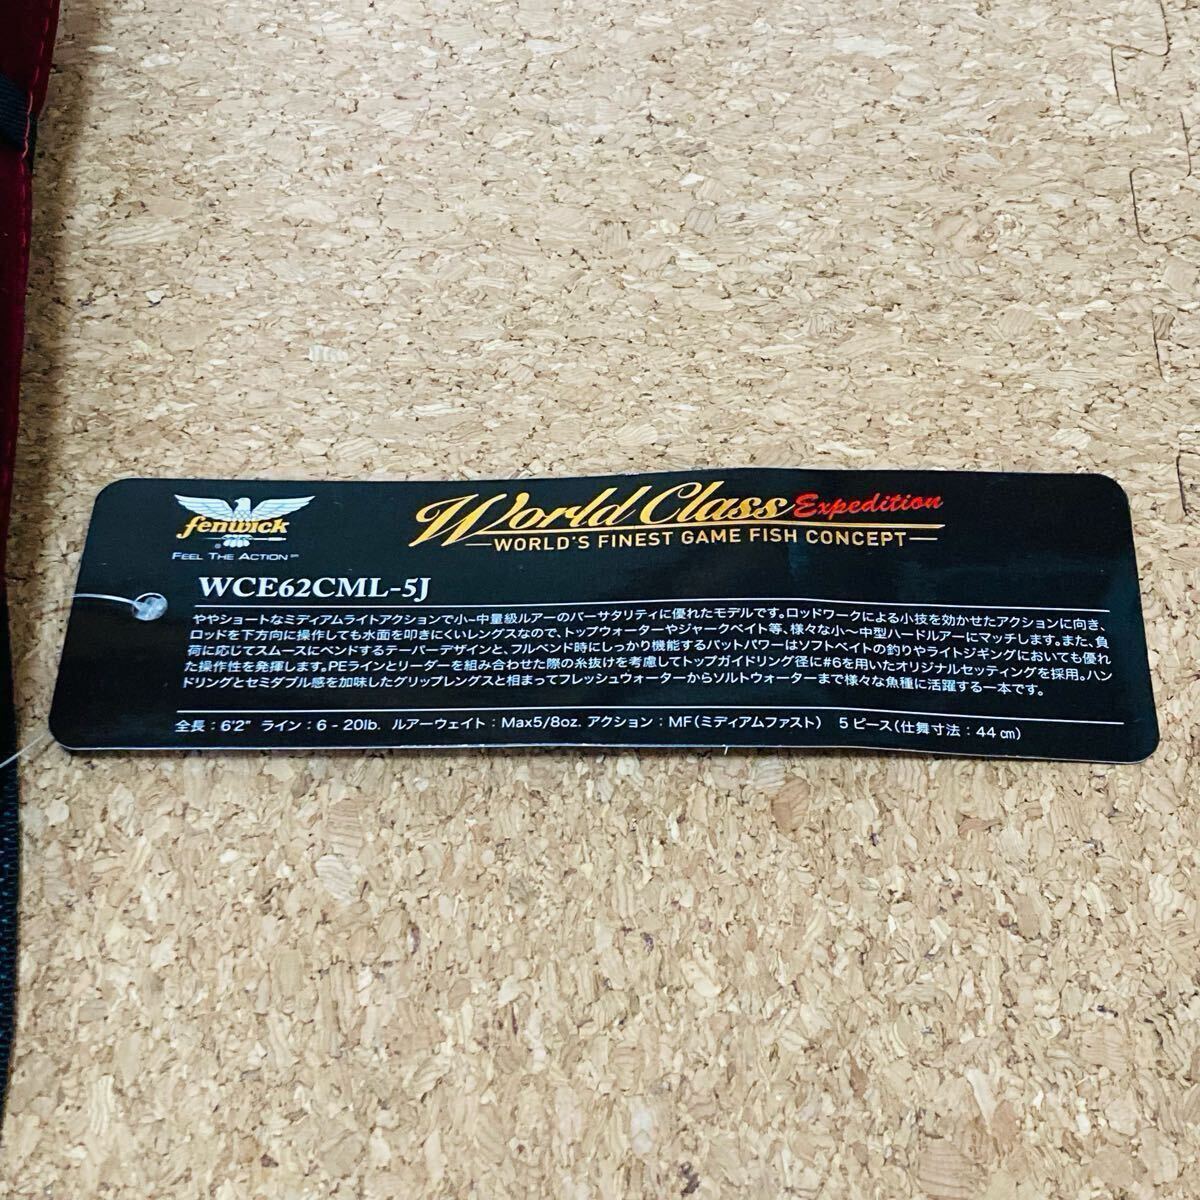 fenwick®
FEEL THE ACTION℠
World Class Expedition
WORLD'S FINEST GAME FISH CONCEPT
WCE62CML-5J
ややショートなミディアムライトアクションで小~中量級ルアーのバーサタリティに優れたモデルです。ロッドワークによる小技を効かせたアクションに向き、
ロッドを下方向に操作しても水面を叩きにくいレングスなので、トップウォーターやジャークベイト等、様々な小～中型ハードルアーにマッチします。また、負
荷に応じてスムースにベンドするテーパーデザインと、フルベンド時にしっかり機能するバットパワーはソフトベイトの釣りやライトジギングにおいても優れ
た操作性を発揮します。PEラインとリーダーを組み合わせた際の糸抜けを考慮してトップガイドリング径に#6を用いたオリジナルセッティングを採用。ハン
ドリングとセミダブル感を加味したグリップレングスと相まってフレッシュウォーターからソルトウォーターまで様々な魚種に活躍する一本です。
全長：6'2" ライン：6 - 20lb. ルアーウェイト：Max5/8oz. アクション：MF(ミディアムファスト) 5ピース(仕舞寸法：44㎝)